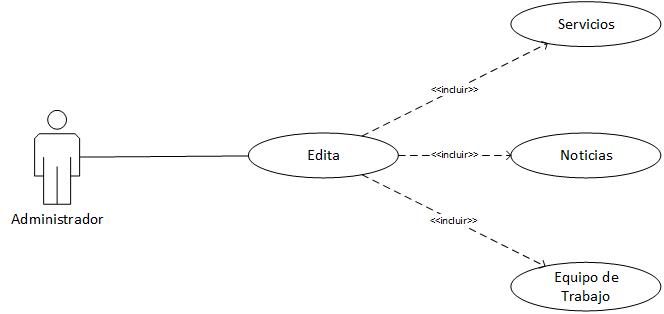 Servicios
<<incluir>>
Edita
<<incluir>>
Noticias
Administrador
<<incluir>>
Equipo de
Trabajo